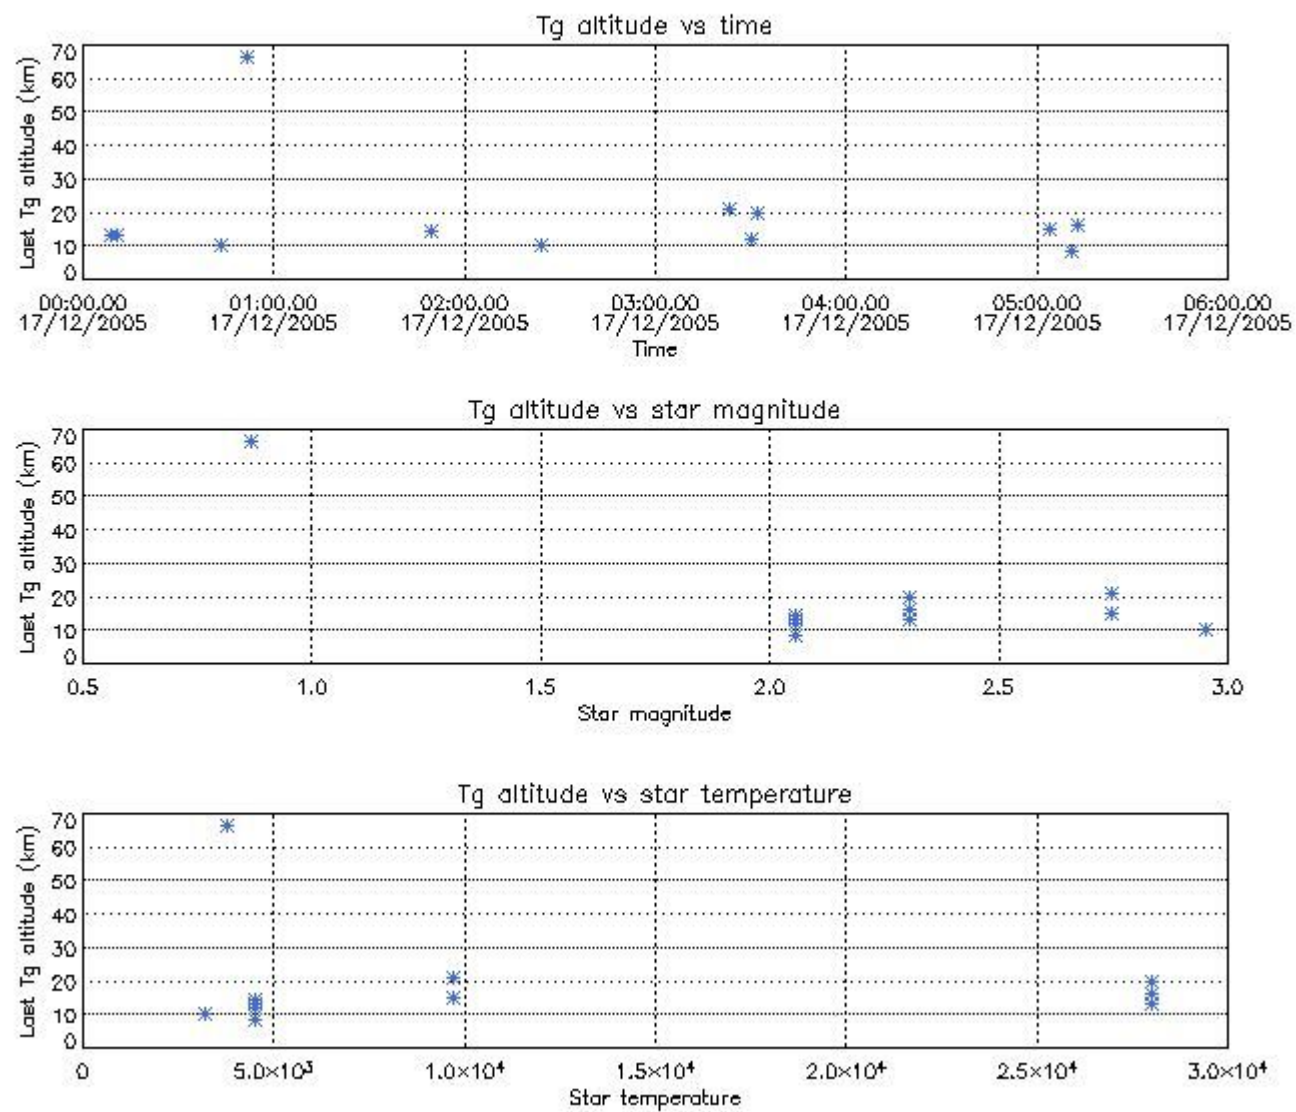 Tg altitude vs time
Last Tg altitude (km)
70
60
50
40
30
20
10
0
00:00.00 01:00.00 02:00.00 03:00.00 04:00.00 05:00.00 06:00.00
17/12/2005 17/12/2005 17/12/2005 17/12/2005 17/12/2005 17/12/2005 17/12/2005
Time
Tg altitude vs star magnitude
Last Tg altitude (km)
70
60
50
40
30
20
10
0
0.5 1.0 1.5 2.0 2.5 3.0
Star magnitude
Tg altitude vs star temperature
Last Tg altitude (km)
70
60
50
40
30
20
10
0
0 5.0×10³ 1.0×10⁴ 1.5×10⁴ 2.0×10⁴ 2.5×10⁴ 3.0×10⁴
Star temperature